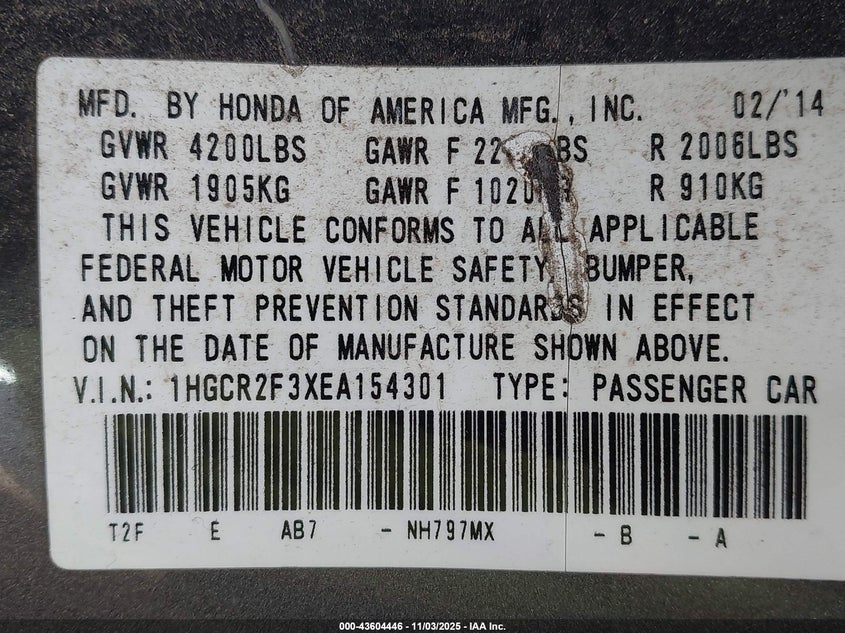 MFD. BY HONDA OF AMERICA MFG., INC. 02/'14
GVWR 4200LBS GAWR F R 2006LBS
GVWR 1905KG GAWR F R 910KG
THIS VEHICLE CONFORMS TO ALL APPLICABLE
FEDERAL MOTOR VEHICLE SAFETY, BUMPER,
AND THEFT PREVENTION STANDARDS IN EFFECT
ON THE DATE OF MANUFACTURE SHOWN ABOVE.
V.I.N.: 1HGCR2F3XEA154301 TYPE: PASSENGER CAR
T2F E AB7 - NH797MX - B - A
000-43604446 - 11/03/2025 - IAA Inc.